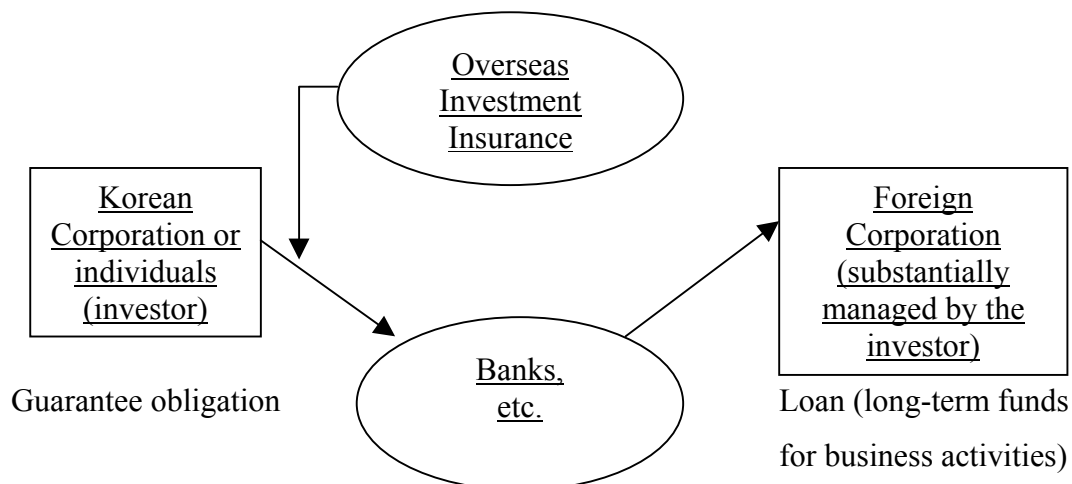 Overseas
Investment
Insurance
Korean
Corporation or
individuals
(investor)
Foreign
Corporation
(substantially
managed by the
investor)
Banks,
etc.
Guarantee obligation
Loan (long-term funds
for business activities)